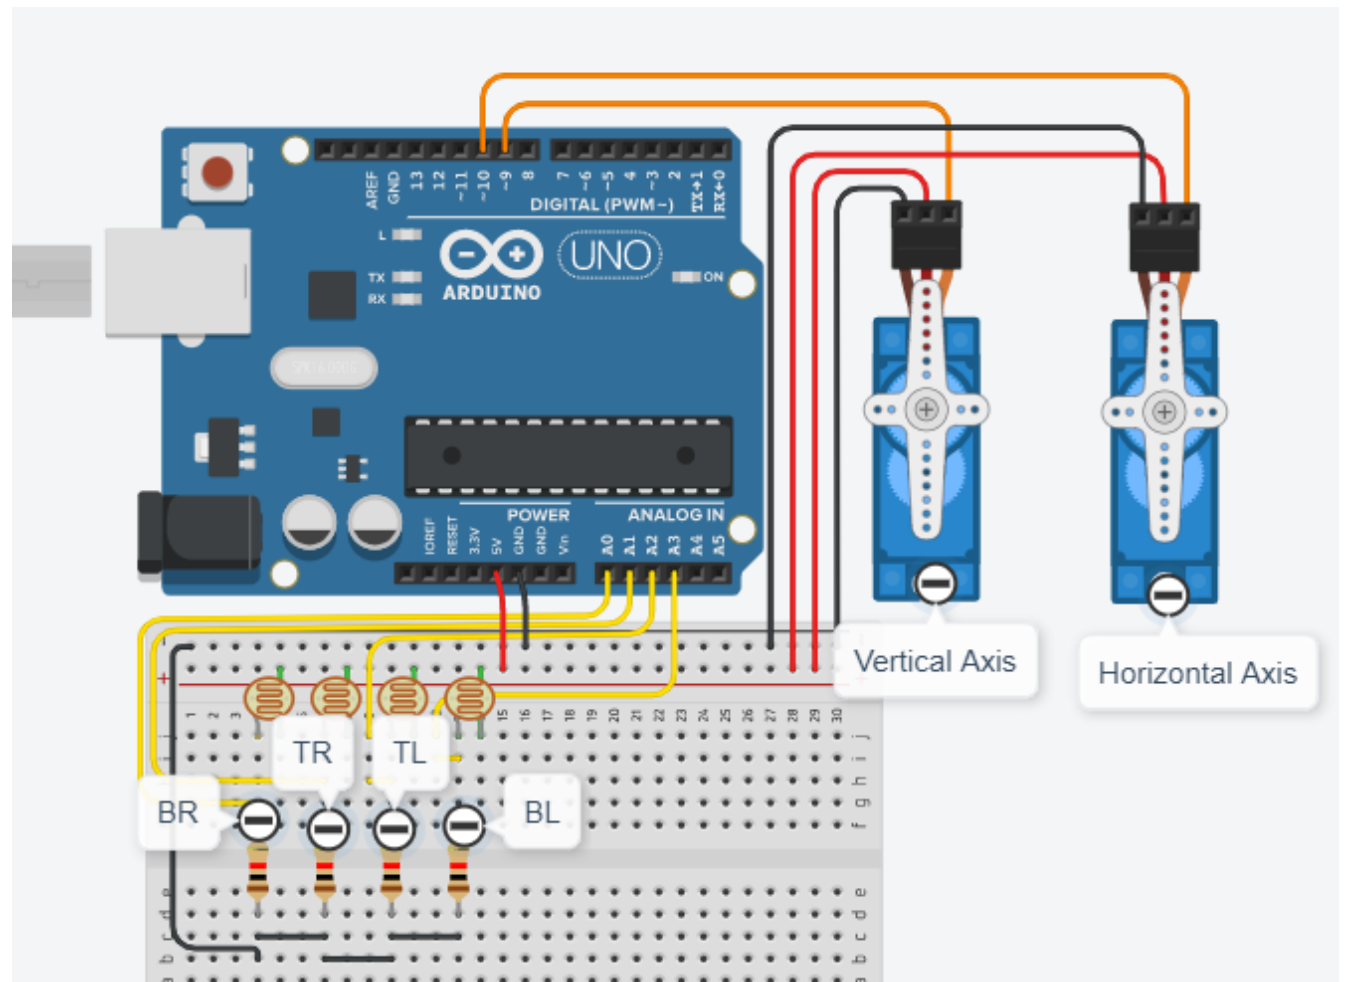 AREF
GND
13
12
~11
~10
~9
8
7
~6
~5
4
~3
2
TX→1
RX←0
DIGITAL (PWM~)
L
TX
RX
UNO
ARDUINO
ON
POWER
ANALOG IN
IOREF
RESET
3.3V
5V
GND
GND
Vin
A0
A1
A2
A3
A4
A5
Vertical Axis
Horizontal Axis
+
1
2
3
15
16
17
18
19
20
21
22
23
24
25
26
27
28
29
30
j
i
h
g
f
TR
TL
BR
BL
e
e
d
d
c
c
b
b
a
a